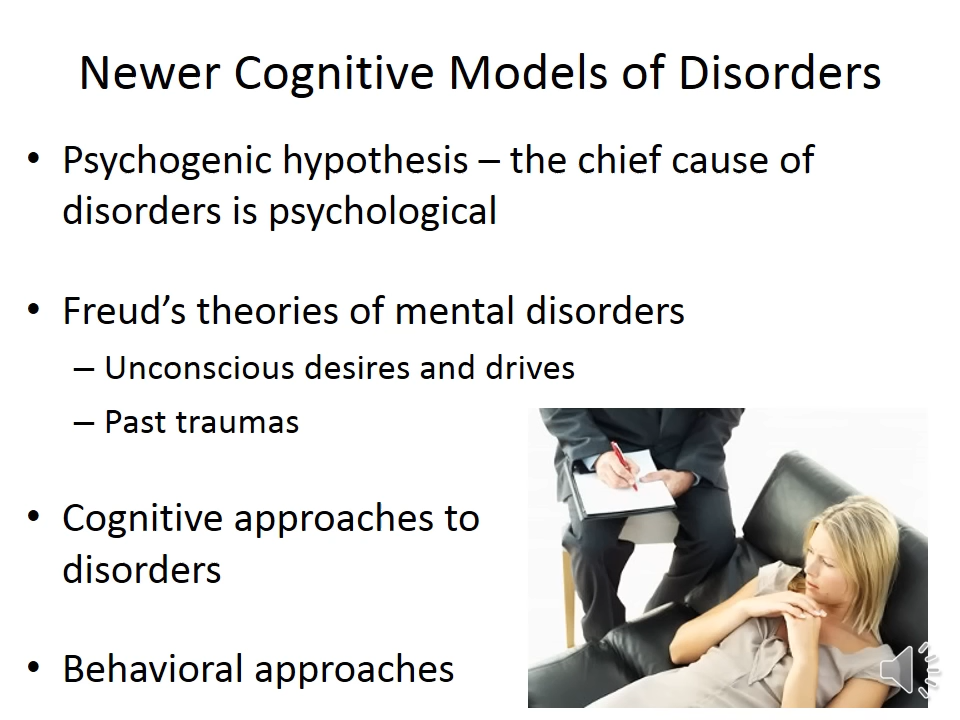 Newer Cognitive Models of Disorders
• Psychogenic hypothesis – the chief cause of
disorders is psychological
• Freud’s theories of mental disorders
– Unconscious desires and drives
– Past traumas
• Cognitive approaches to
disorders
• Behavioral approaches